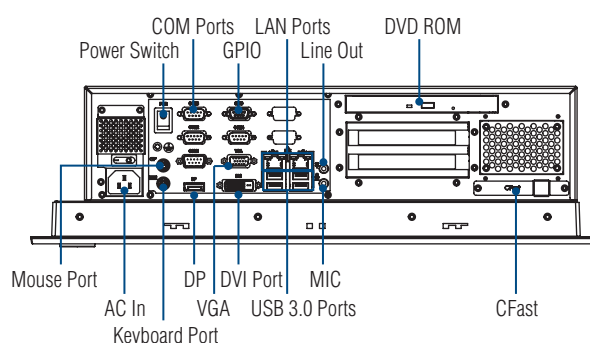 COM Ports
LAN Ports
DVD ROM
Power Switch
GPIO
Line Out
DP
Mouse Port
DP
DVI Port
MIC
AC In
VGA
USB 3.0 Ports
CFast
Keyboard Port